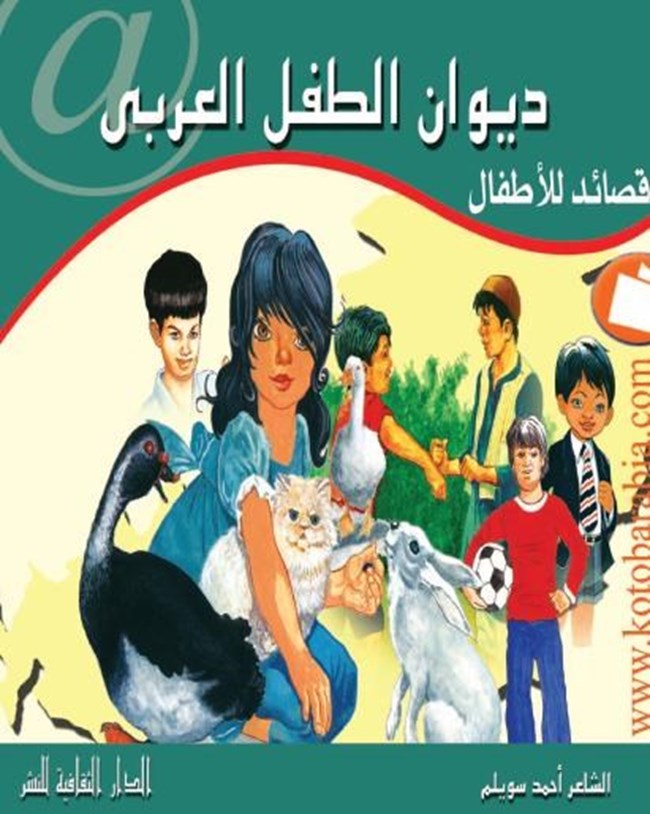 @
ديوان الطفل العربى
قصائد للأطفال
www.kotobarabia.com
الشاعر أحمد سويلم
الدار الثقافية للنشر